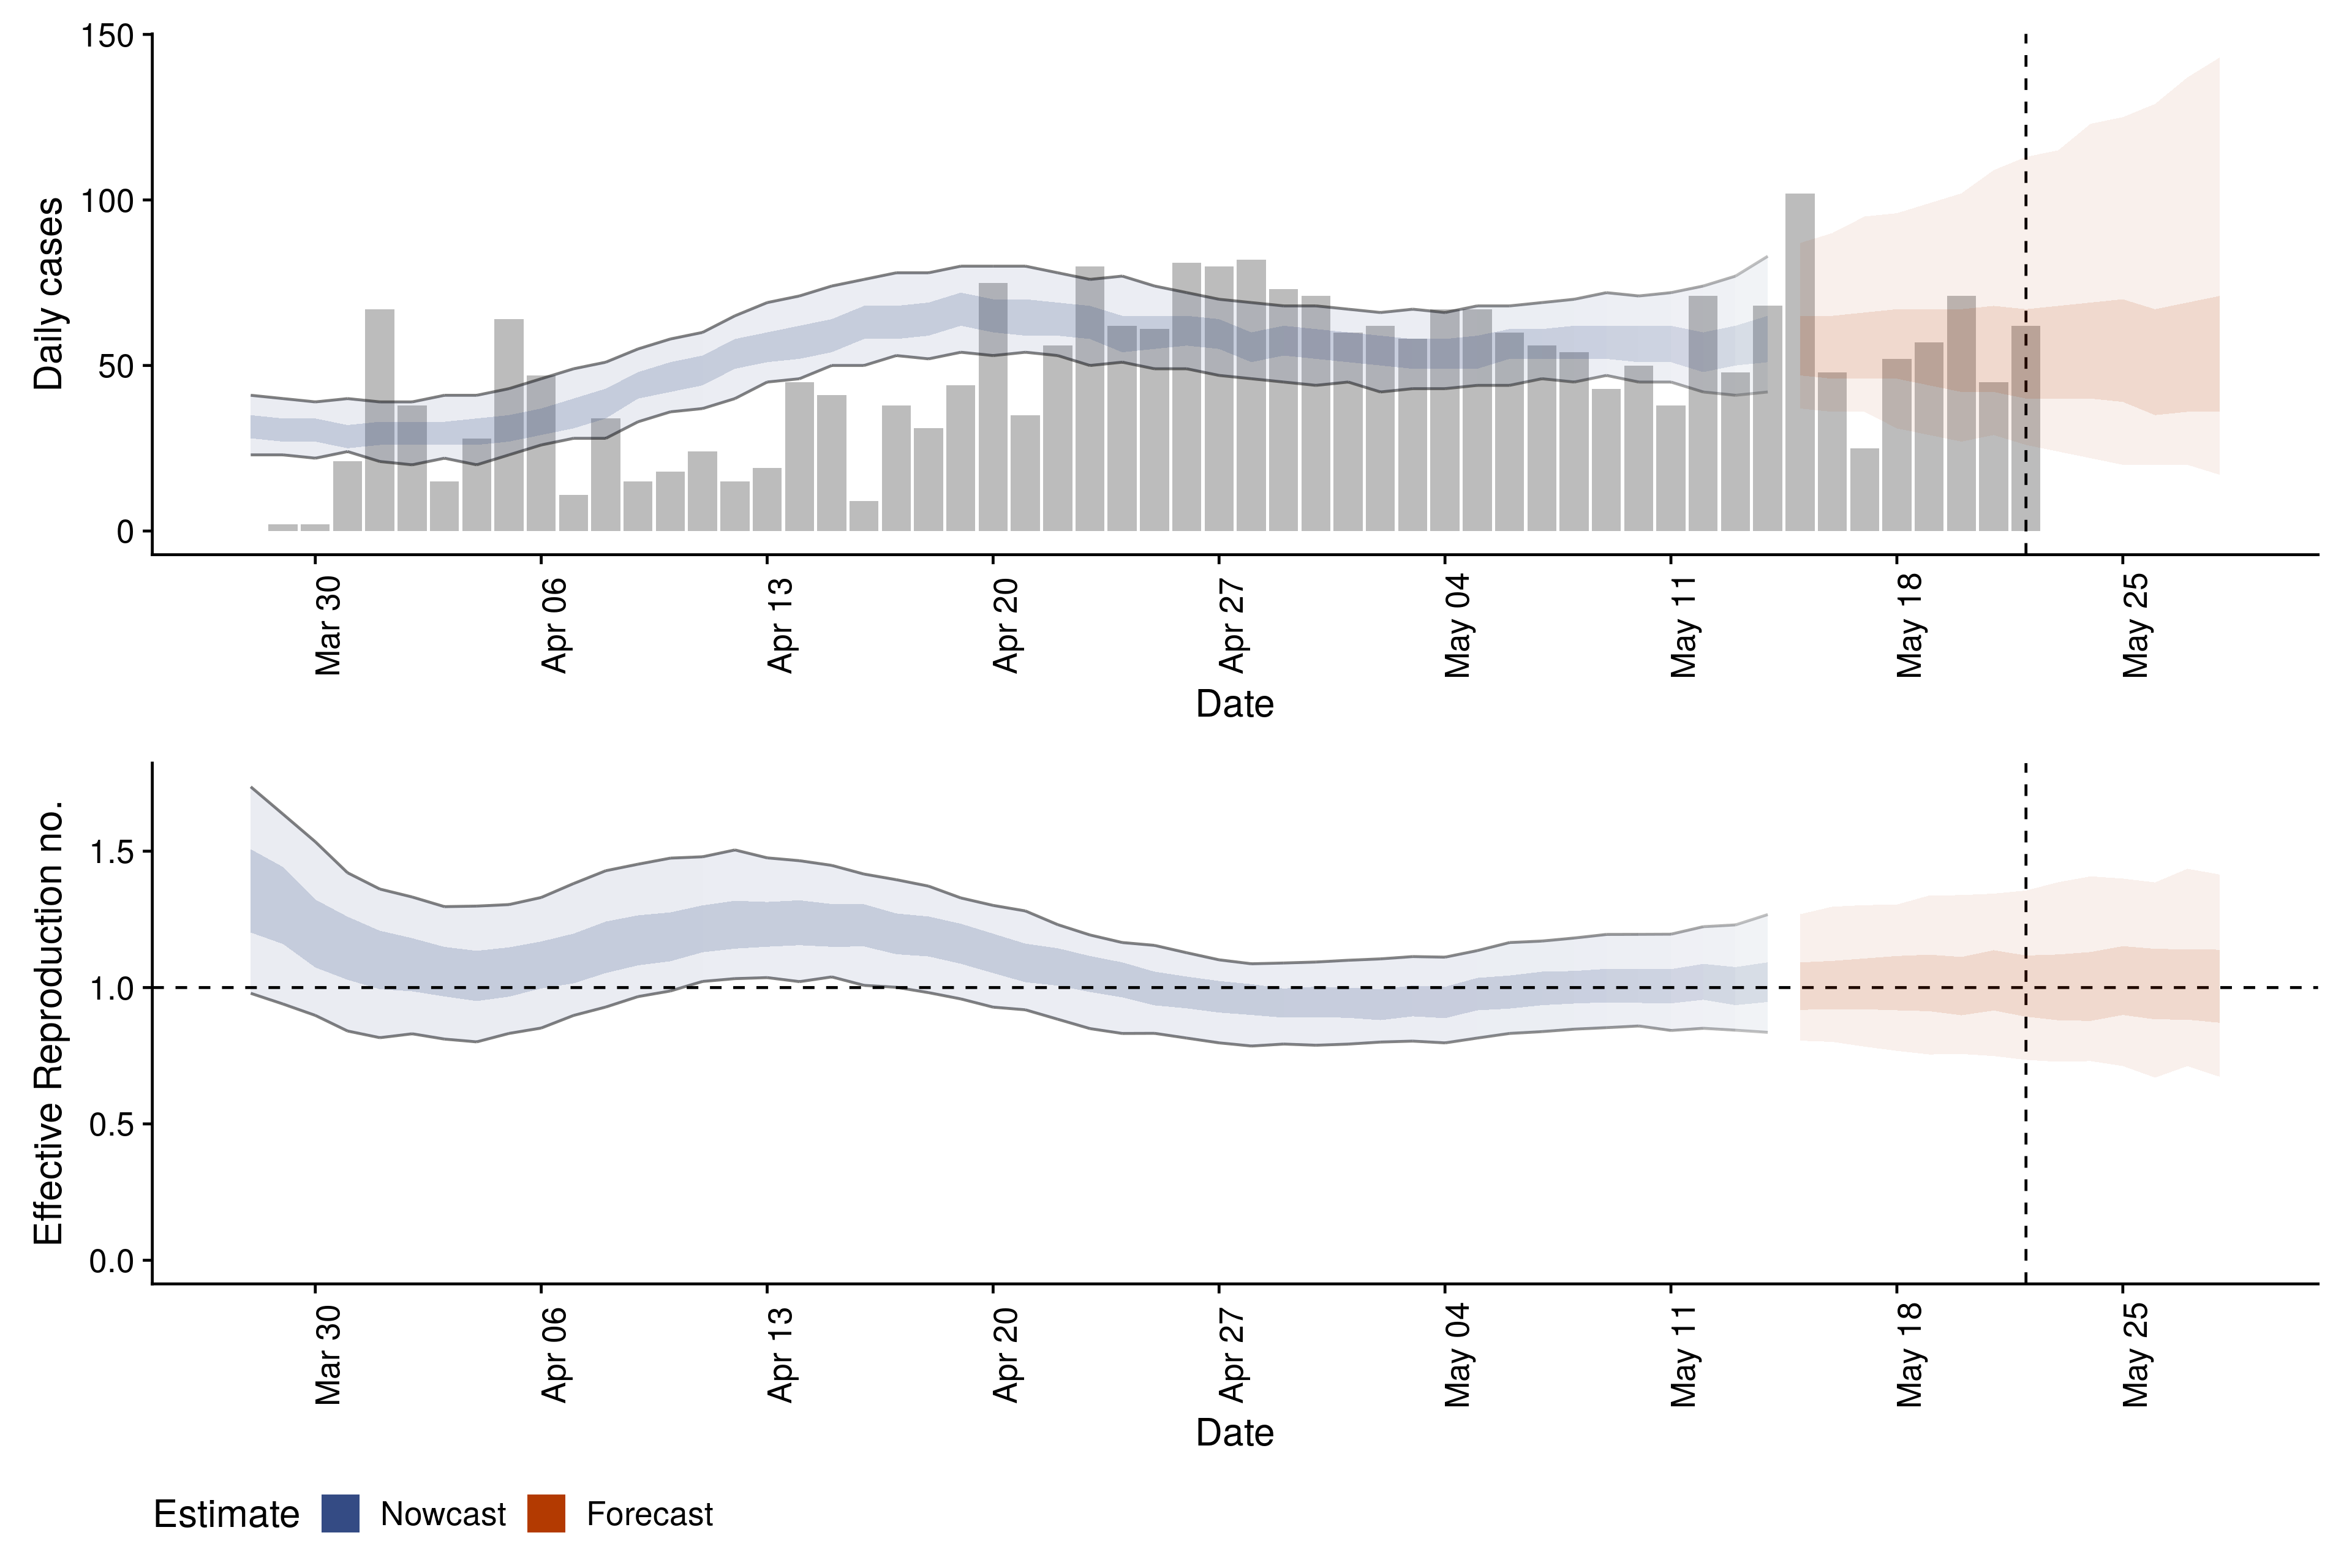 Daily cases
150
100
50
0
Mar 30
Apr 06
Apr 13
Apr 20
Apr 27
May 04
May 11
May 18
May 25
Date
Effective Reproduction no.
1.5
1.0
0.5
0.0
Mar 30
Apr 06
Apr 13
Apr 20
Apr 27
May 04
May 11
May 18
May 25
Date
Estimate Nowcast Forecast